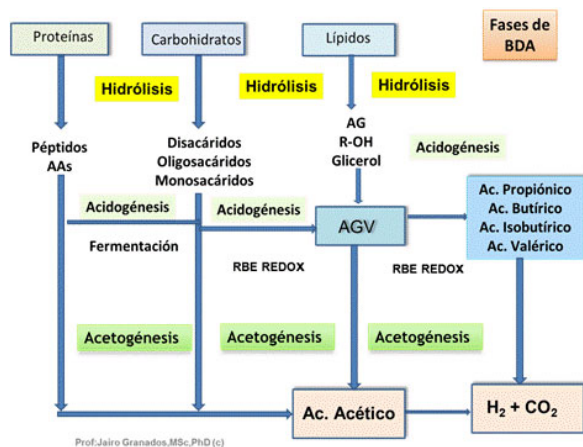 Proteínas
Carbohidratos
Lípidos
Fases de
BDA
Hidrólisis
Hidrólisis
Hidrólisis
Péptidos
AAs
Disacáridos
Oligosacáridos
Monosacáridos
AG
R-OH
Glicerol
Acidogénesis
Acidogénesis
Acidogénesis
AGV
Ac. Propiónico
Ac. Butírico
Ac. Isobutírico
Ac. Valérico
Fermentación
RBE REDOX
RBE REDOX
Acetogénesis
Acetogénesis
Acetogénesis
Ac. Acético
H₂ + CO₂
Prof:Jairo Granados,MSc,PhD (c)